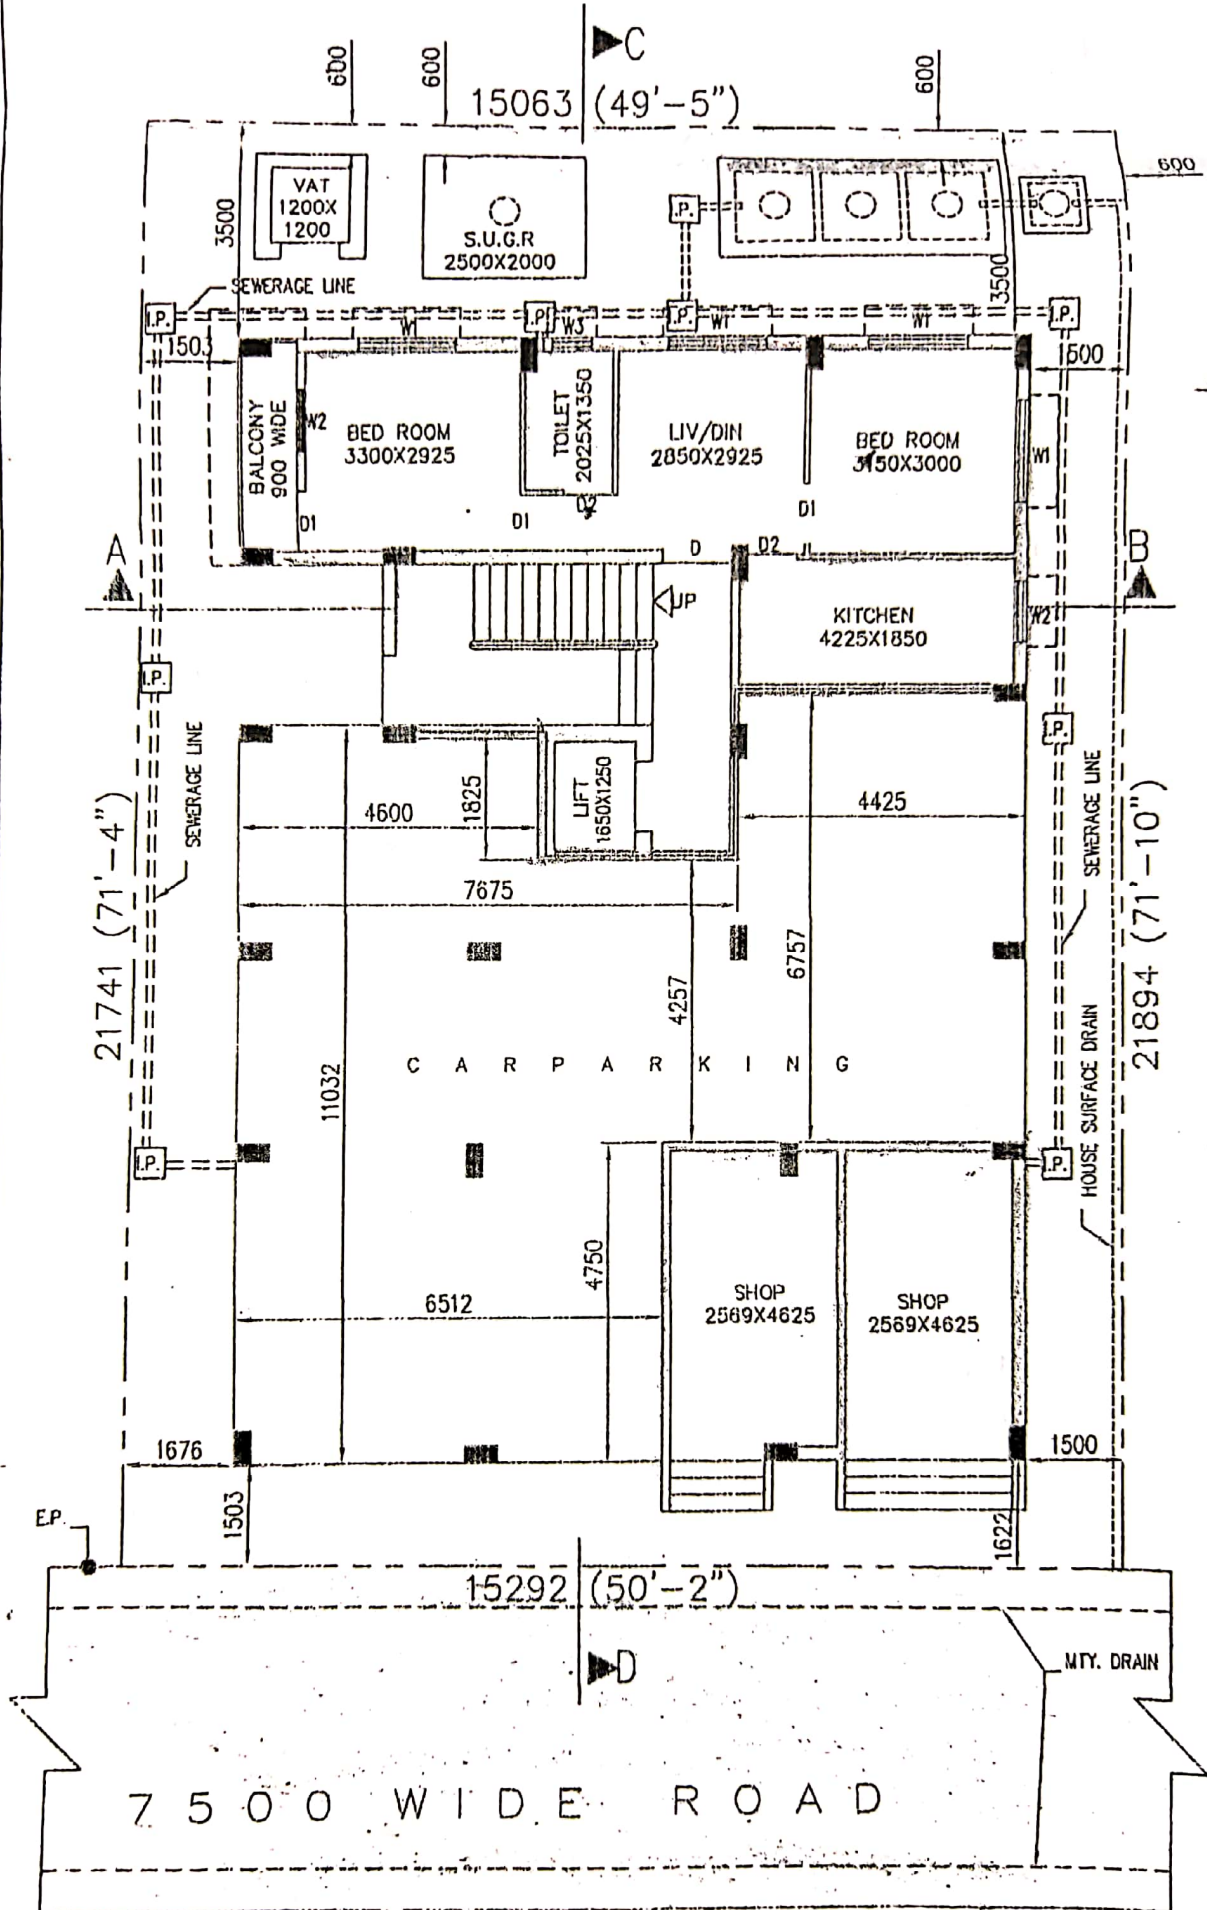 C
600
600
600
15063 (49'-5")
600
VAT
1200X
1200
3500
S.U.G.R
2500X2000
I.P.
3500
SEWERAGE LINE
I.P.
W1
I.P.
W3
I.P.
W1
W1
I.P.
1503
1500
BALCONY
900 WIDE
W2
BED ROOM
3300X2925
TOILET
2025X1350
LIV/DIN
2850X2925
BED ROOM
3150X3000
W1
D1
D1
D2
D1
A
D
D2
B
UP
KITCHEN
4225X1850
W2
I.P.
I.P.
SEWERAGE LINE
4600
1825
LIFT
1650X1250
4425
SEWERAGE LINE
7675
21741 (71'-4")
21894 (71'-10")
4257
6757
11032
C A R P A R K I N G
HOUSE SURFACE DRAIN
I.P.
I.P.
4750
6512
SHOP
2569X4625
SHOP
2569X4625
1676
1500
1503
1622
E.P.
15292 (50'-2")
D
MTY. DRAIN
7500 WIDE ROAD